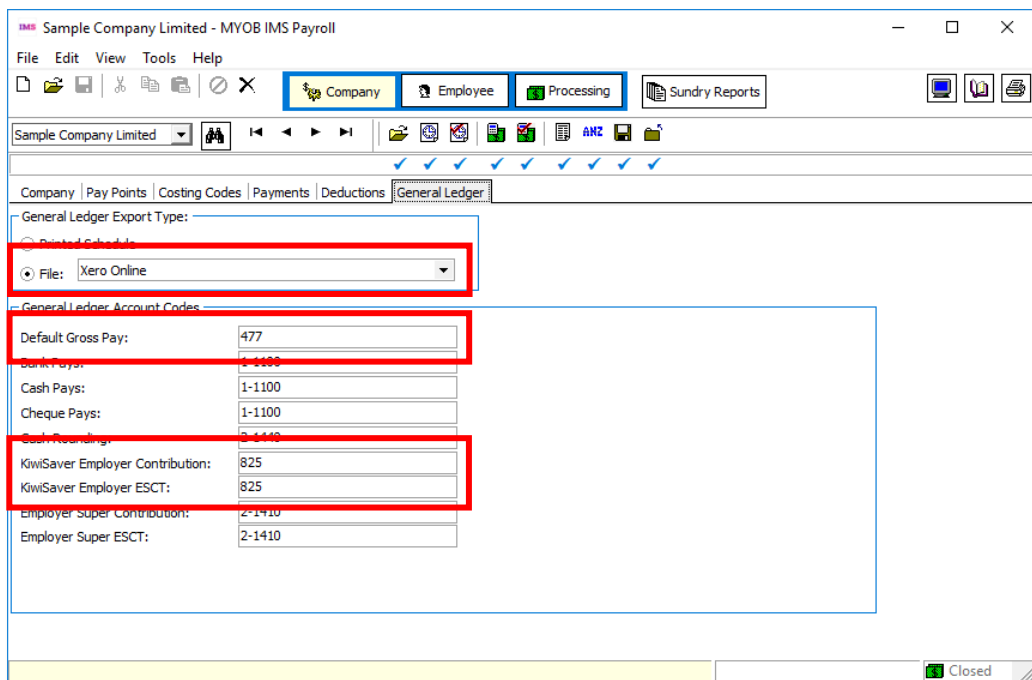 IMS Sample Company Limited - MYOB IMS Payroll
File Edit View Tools Help
Company Employee Processing Sundry Reports
Sample Company Limited ANZ
Company Pay Points Costing Codes Payments Deductions General Ledger
General Ledger Export Type:
Printed Schedule
File: Xero Online
General Ledger Account Codes
Default Gross Pay: 477
Bank Pays: 1-1100
Cash Pays: 1-1100
Cheque Pays: 1-1100
Cash Rounding: 2-1440
KiwiSaver Employer Contribution: 825
KiwiSaver Employer ESCT: 825
Employer Super Contribution: 2-1410
Employer Super ESCT: 2-1410
Closed